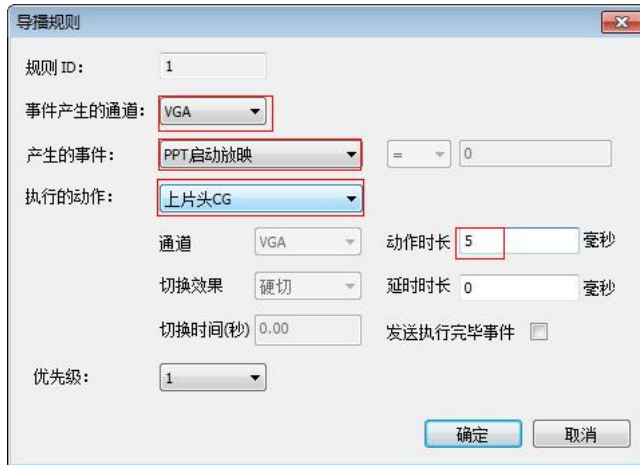 导播规则
规则 ID： 1
事件产生的通道： VGA
产生的事件： PPT启动放映 = 0
执行的动作： 上片头CG
通道 VGA 动作时长 5 毫秒
切换效果 硬切 延时时长 0 毫秒
切换时间(秒) 0.00 发送执行完毕事件
优先级： 1
确定 取消